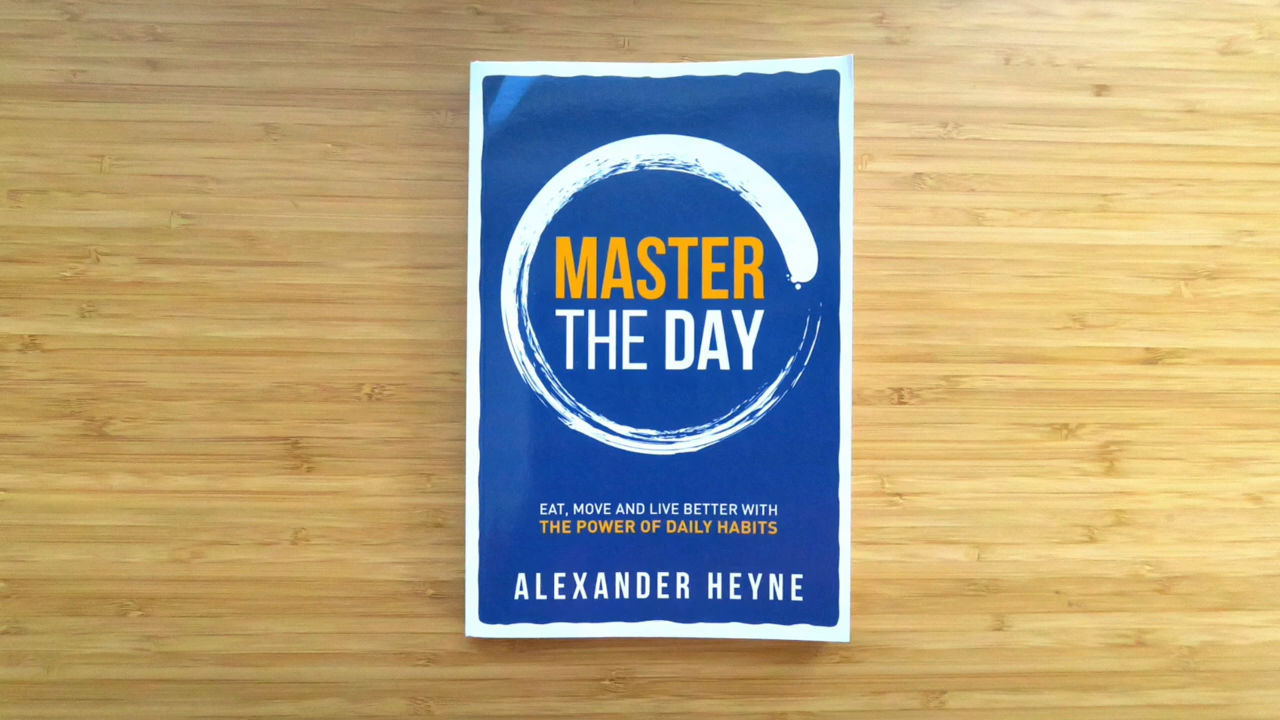 MASTER
THE DAY
EAT, MOVE AND LIVE BETTER WITH
THE POWER OF DAILY HABITS
ALEXANDER HEYNE